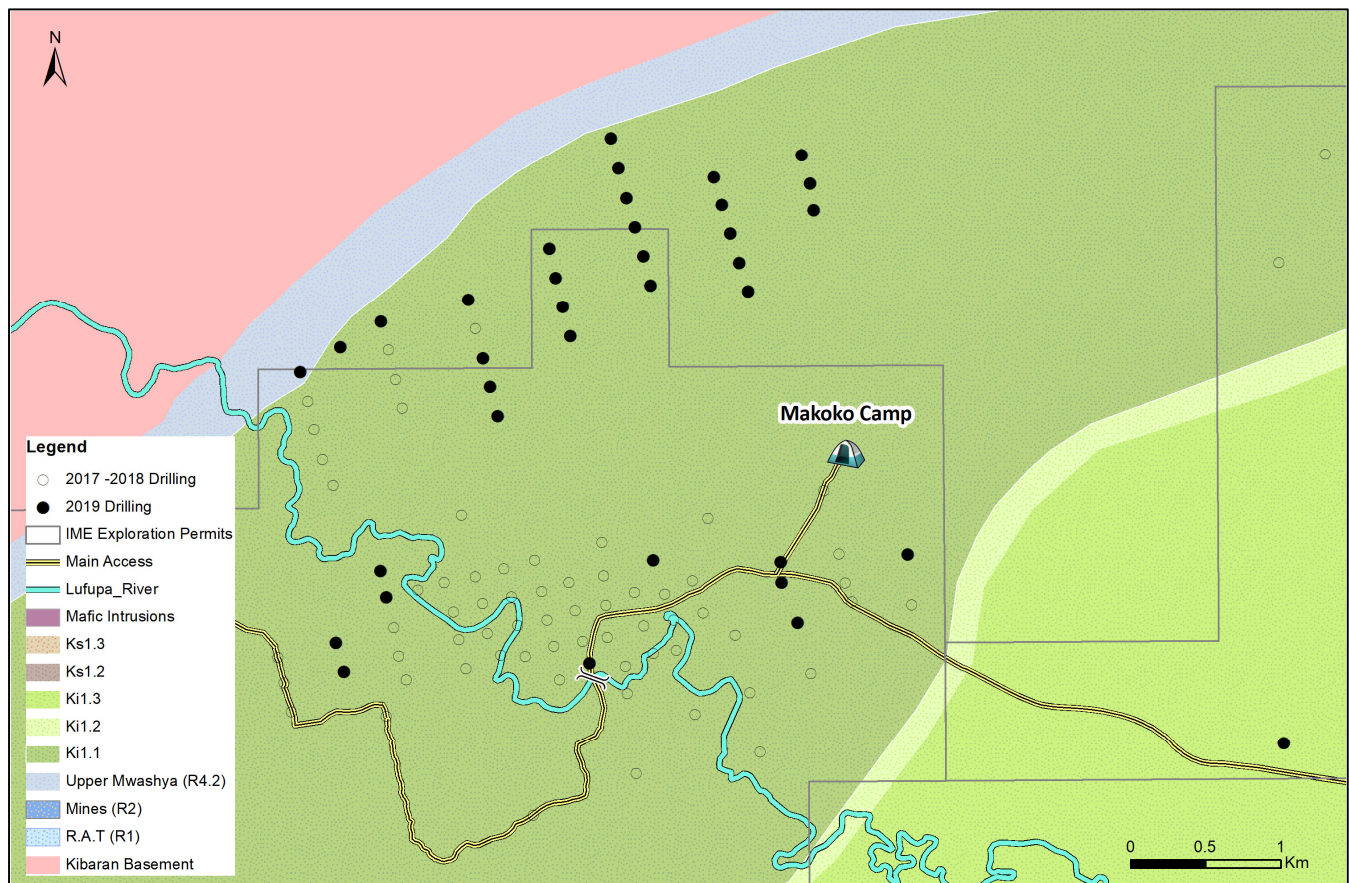 N
Makoko Camp
Legend
2017 -2018 Drilling
2019 Drilling
IME Exploration Permits
Main Access
Lufupa_River
Mafic Intrusions
Ks1.3
Ks1.2
Ki1.3
Ki1.2
Ki1.1
Upper Mwashya (R4.2)
Mines (R2)
R.A.T (R1)
Kibaran Basement
0 0.5 1
Km